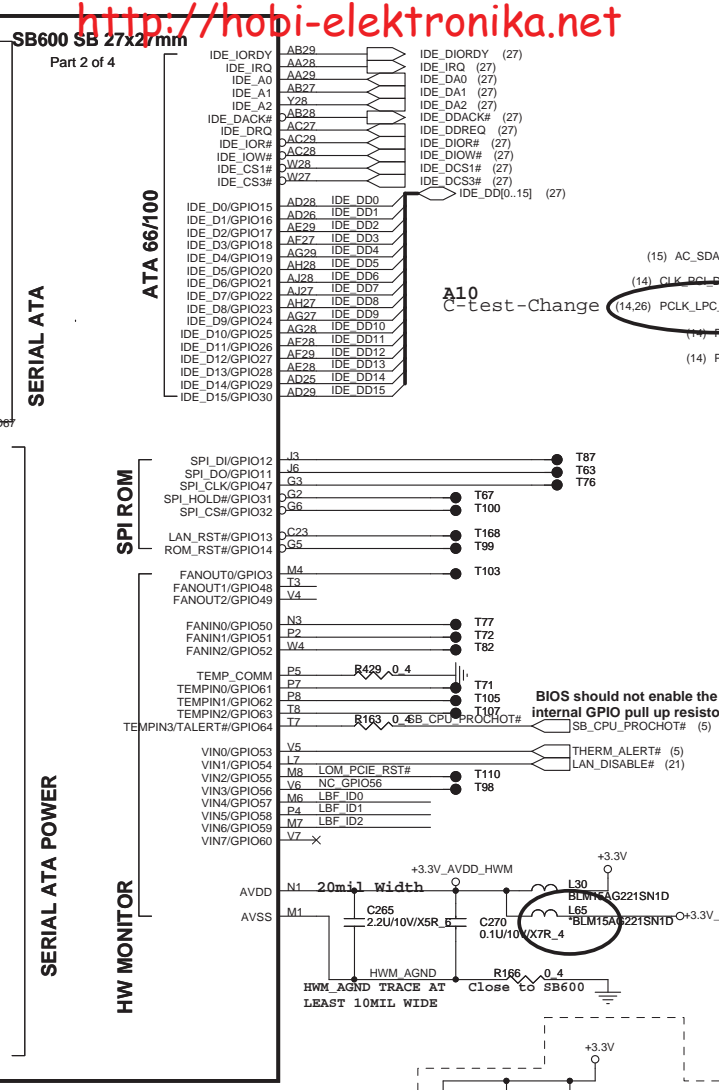 http://hobi-elektronika.net
SB600 SB 27x27mm
Part 2 of 4
SERIAL ATA
SERIAL ATA POWER
ATA 66/100
SPI ROM
HW MONITOR
IDE_IORDY AB29 IDE_DIORDY (27)
IDE_IRQ AA28 IDE_IRQ (27)
IDE_A0 AA29 IDE_DA0 (27)
IDE_A1 AB27 IDE_DA1 (27)
IDE_A2 Y28 IDE_DA2 (27)
IDE_DACK# AB28 IDE_DDACK# (27)
IDE_DRQ AC27 IDE_DDREQ (27)
IDE_IOR# AC29 IDE_DIOR# (27)
IDE_IOW# AC28 IDE_DIOW# (27)
IDE_CS1# W28 IDE_DCS1# (27)
IDE_CS3# W27 IDE_DCS3# (27)
IDE_DD[0..15] (27)
IDE_D0/GPIO15 AD28 IDE_DD0
IDE_D1/GPIO16 AD26 IDE_DD1
IDE_D2/GPIO17 AE29 IDE_DD2
IDE_D3/GPIO18 AF27 IDE_DD3
IDE_D4/GPIO19 AG29 IDE_DD4
IDE_D5/GPIO20 AH28 IDE_DD5
IDE_D6/GPIO21 AJ28 IDE_DD6
IDE_D7/GPIO22 AJ27 IDE_DD7
IDE_D8/GPIO23 AH27 IDE_DD8
IDE_D9/GPIO24 AG27 IDE_DD9
IDE_D10/GPIO25 AG28 IDE_DD10
IDE_D11/GPIO26 AF28 IDE_DD11
IDE_D12/GPIO27 AF29 IDE_DD12
IDE_D13/GPIO28 AE28 IDE_DD13
IDE_D14/GPIO29 AD25 IDE_DD14
IDE_D15/GPIO30 AD29 IDE_DD15
(15) AC_SDA
(14)
A10
C-test-Change
(14,26) PCLK_LPC_
(14)
SPI_DI/GPIO12 J3 T87
SPI_DO/GPIO11 J6 T63
SPI_CLK/GPIO47 G3 T76
SPI_HOLD#/GPIO31 G2 T67
SPI_CS#/GPIO32 G6 T100
LAN_RST#/GPIO13 C23 T168
ROM_RST#/GPIO14 G5 T99
FANOUT0/GPIO3 M4 T103
FANOUT1/GPIO48 T3
FANOUT2/GPIO49 V4
FANIN0/GPIO50 N3 T77
FANIN1/GPIO51 P2 T72
FANIN2/GPIO52 W4 T82
TEMP_COMM P5 R429 0_4
TEMPIN0/GPIO61 P7 T71
TEMPIN1/GPIO62 P8 T105
TEMPIN2/GPIO63 T8 T107
TEMPIN3/TALERT#/GPIO64 T7 R163 0_4 SB_CPU_PROCHOT#
BIOS should not enable the
internal GPIO pull up resisto
SB_CPU_PROCHOT# (5)
VIN0/GPIO53 V5 THERM_ALERT# (5)
VIN1/GPIO54 L7 LAN_DISABLE# (21)
VIN2/GPIO55 M8 LOM_PCIE_RST# T110
VIN3/GPIO56 V6 NC_GPIO56 T98
VIN4/GPIO57 M6 LBF_ID0
VIN5/GPIO58 P4 LBF_ID1
VIN6/GPIO59 M7 LBF_ID2
VIN7/GPIO60 V7
+3.3V
+3.3V_AVDD_HWM
AVDD N1 20mil Width
L30
BLM15AG221SN1D
AVSS M1
C265
2.2U/10V/X5R_6
C270
0.1U/10V/X7R_4
L65
*BLM15AG221SN1D
+3.3V_
HWM_AGND
R166 0_4
HWM_AGND TRACE AT
LEAST 10MIL WIDE
Close to SB600
+3.3V